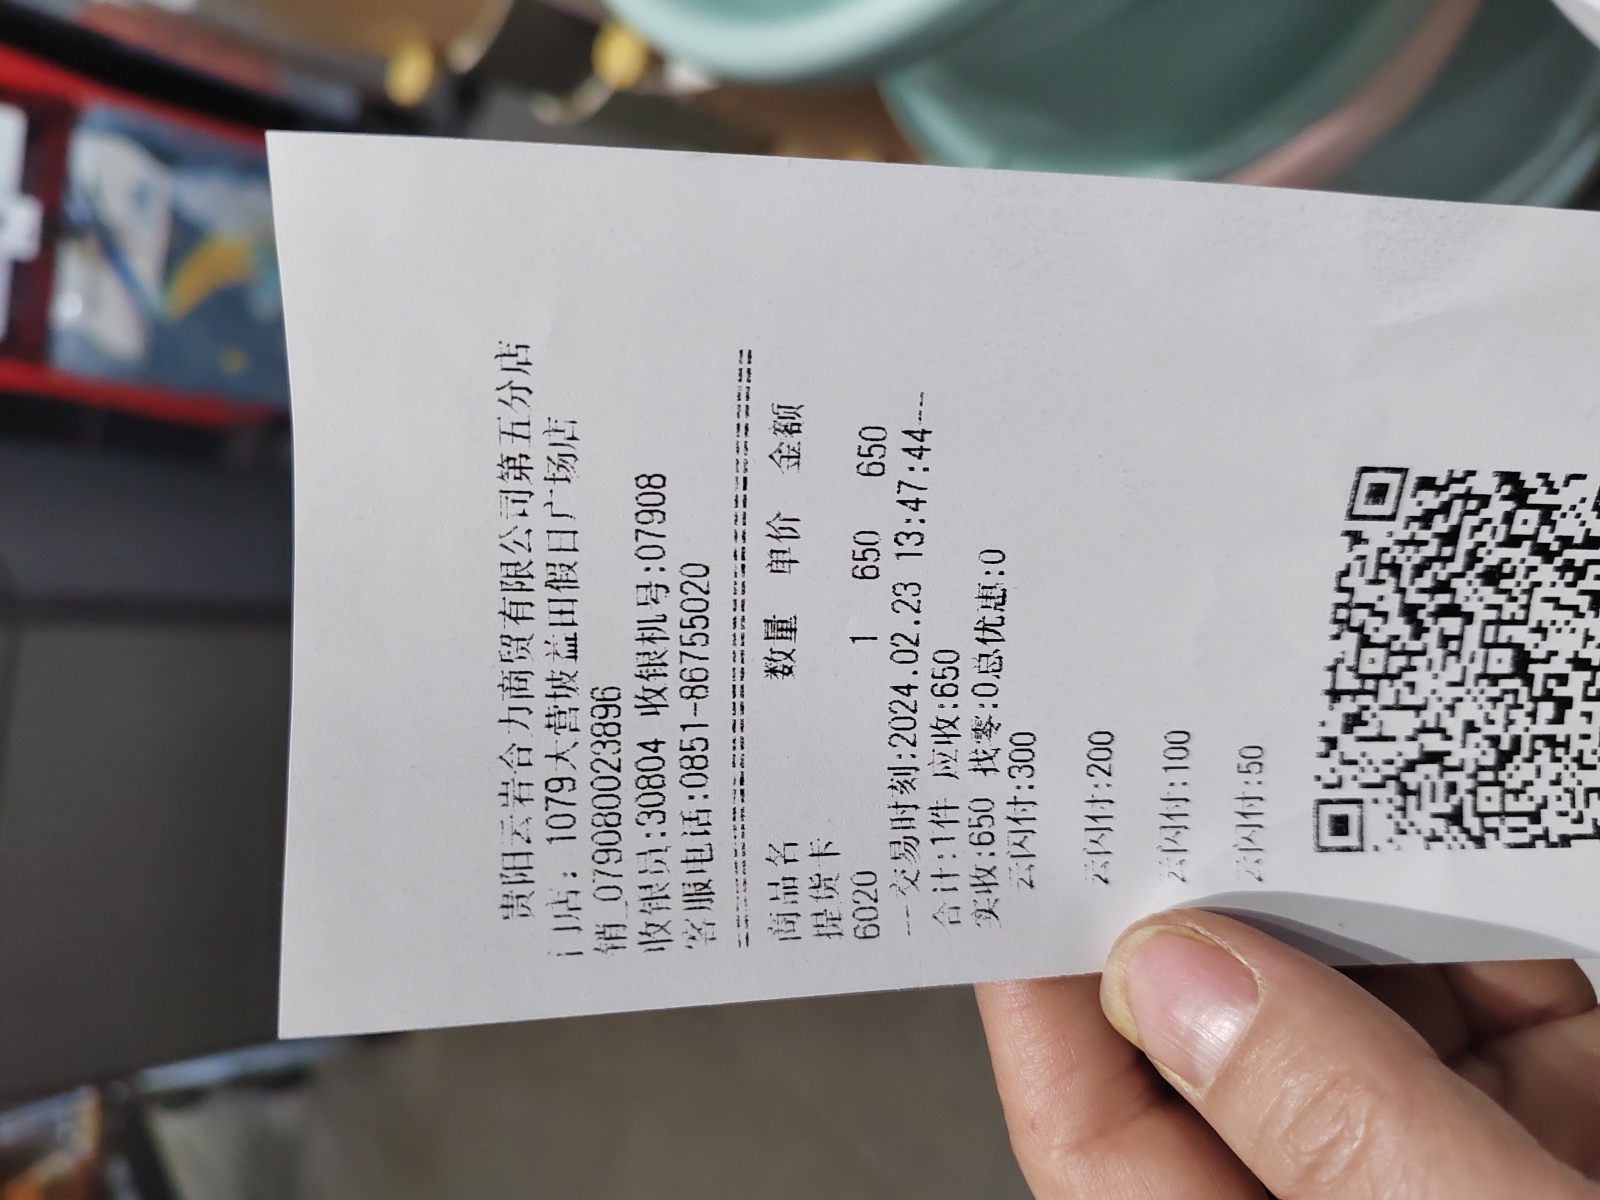 贵阳云岩合力商贸有限公司第五分店
门店: 1079大营坡益田假日广场店
销_0790800023896
收银员:30804 收银机号:07908
客服电话:0851-86755020
商品名 数量 单价 金额
提货卡
6020 1 650 650
--交易时刻:2024.02.23 13:47:44--
合计:1件 应收:650
实收:650 找零:0总优惠:0
云闪付:300
云闪付:200
云闪付:100
云闪付:50